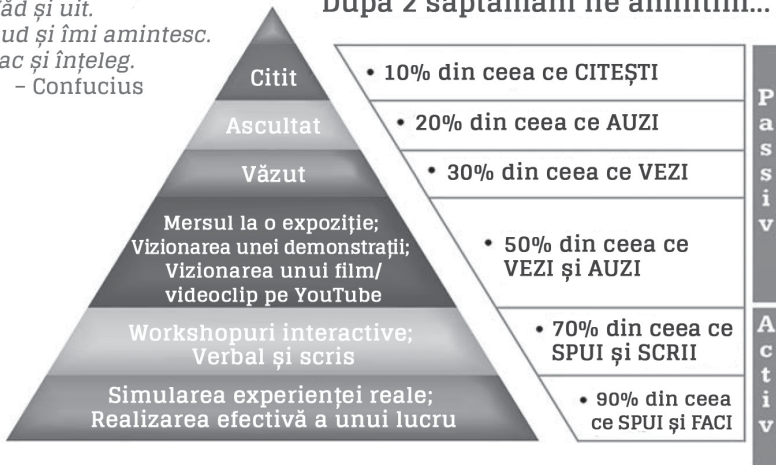 și uit.
și îmi amintesc.
și înțeleg.
– Confucius
După 2 săptămâni ne amintim...
Citit
• 10% din ceea ce CITEȘTI
Ascultat
• 20% din ceea ce AUZI
Văzut
• 30% din ceea ce VEZI
Mersul la o expoziție;
Vizionarea unei demonstrații;
Vizionarea unui film/
videoclip pe YouTube
• 50% din ceea ce
VEZI și AUZI
Workshopuri interactive;
Verbal și scris
• 70% din ceea ce
SPUI și SCRII
Simularea experienței reale;
Realizarea efectivă a unui lucru
• 90% din ceea
ce SPUI și FACI
Passiv
Activ